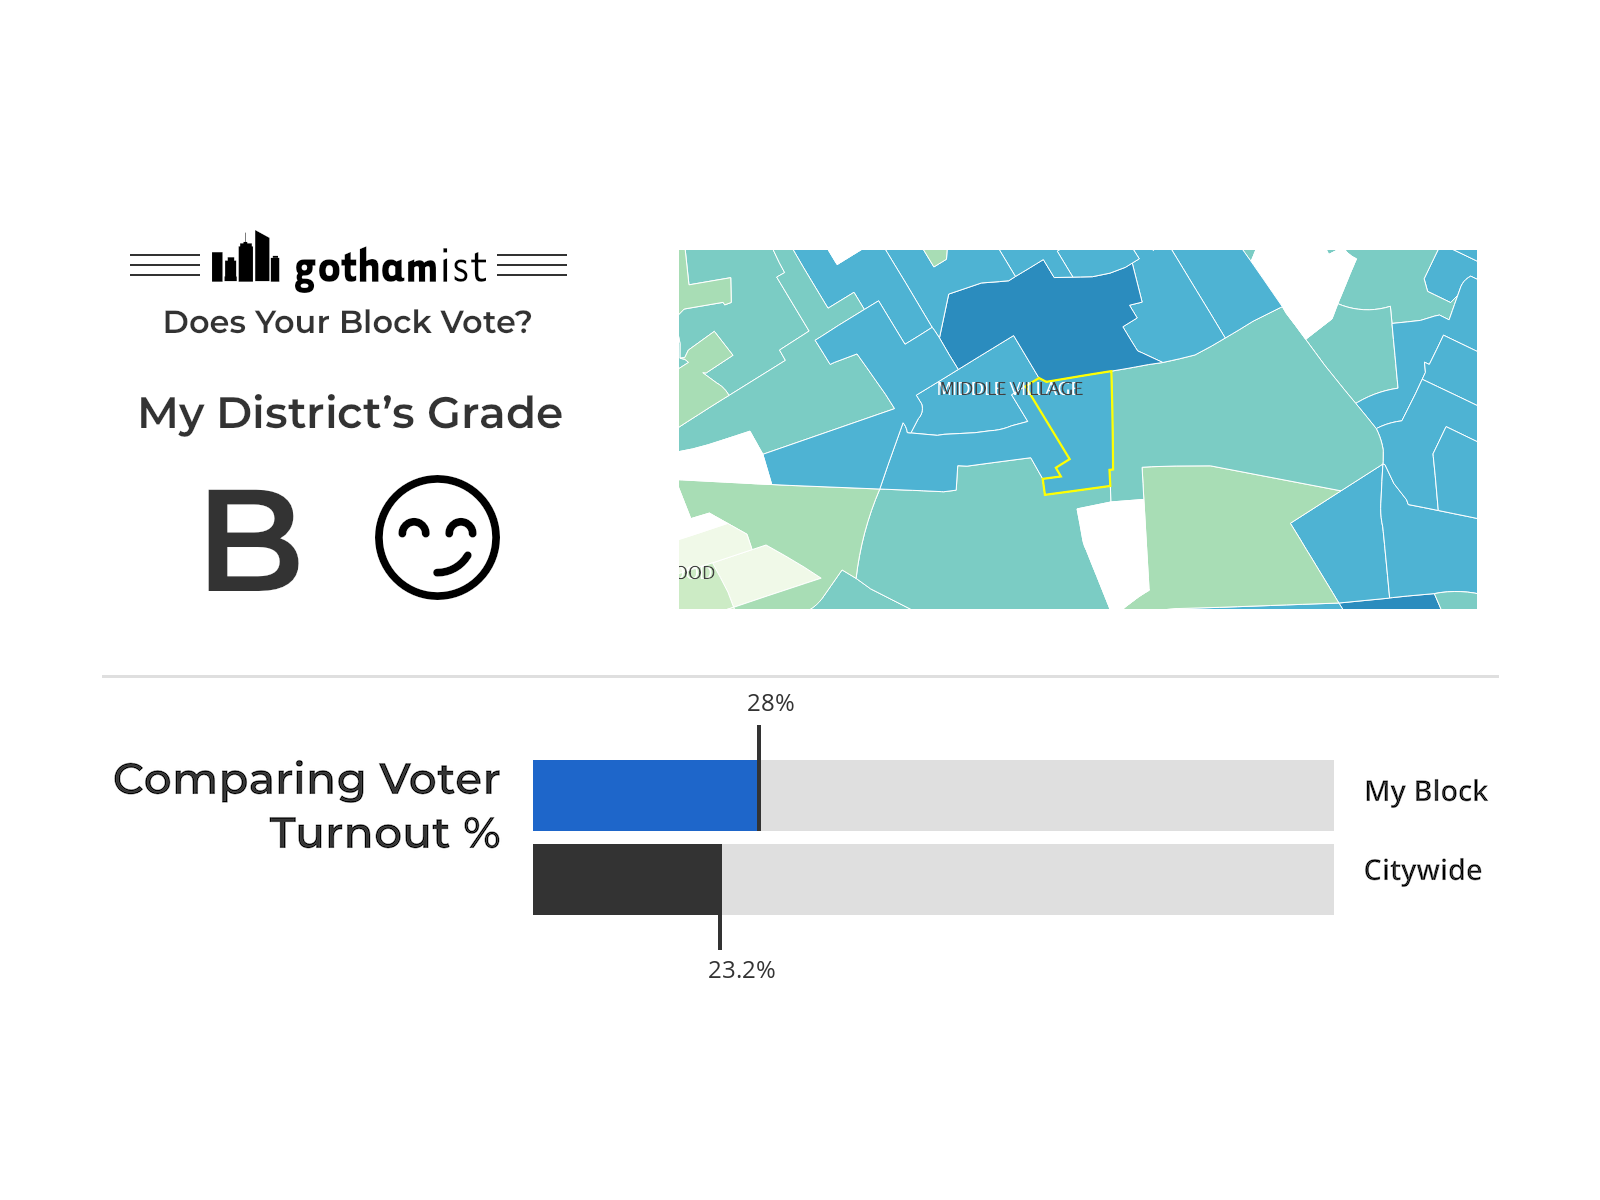 gothamist
Does Your Block Vote?
My District’s Grade
B
MIDDLE VILLAGE
OOD
28%
Comparing Voter
Turnout %
My Block
Citywide
23.2%